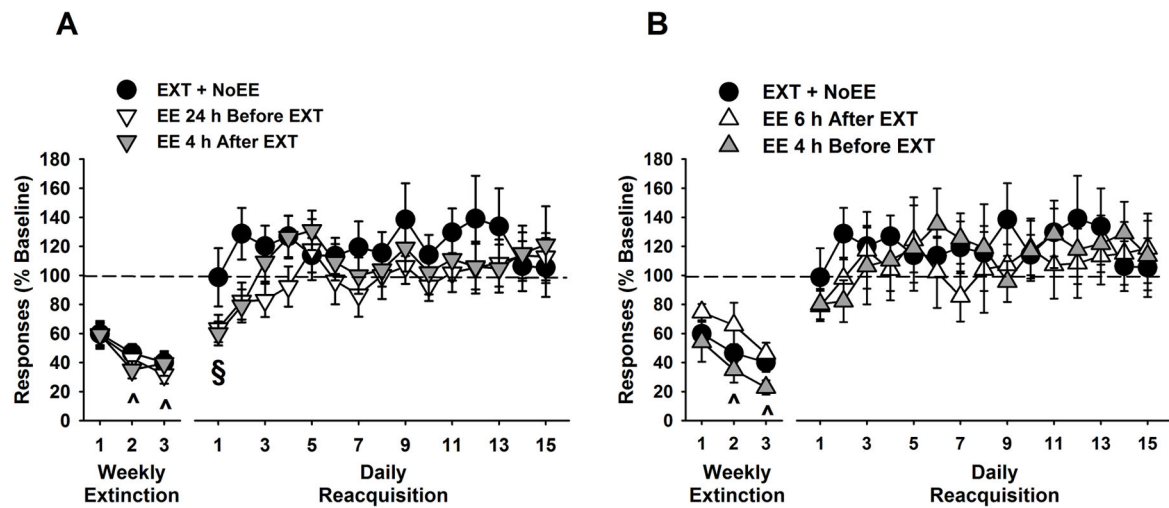 A
EXT + NoEE
EE 24 h Before EXT
EE 4 h After EXT
Responses (% Baseline)
180
160
140
120
100
80
60
40
20
0
§
^ ^
1 2 3 1 3 5 7 9 11 13 15
Weekly
Extinction
Daily
Reacquisition
B
EXT + NoEE
EE 6 h After EXT
EE 4 h Before EXT
Responses (% Baseline)
180
160
140
120
100
80
60
40
20
0
^ ^
1 2 3 1 3 5 7 9 11 13 15
Weekly
Extinction
Daily
Reacquisition